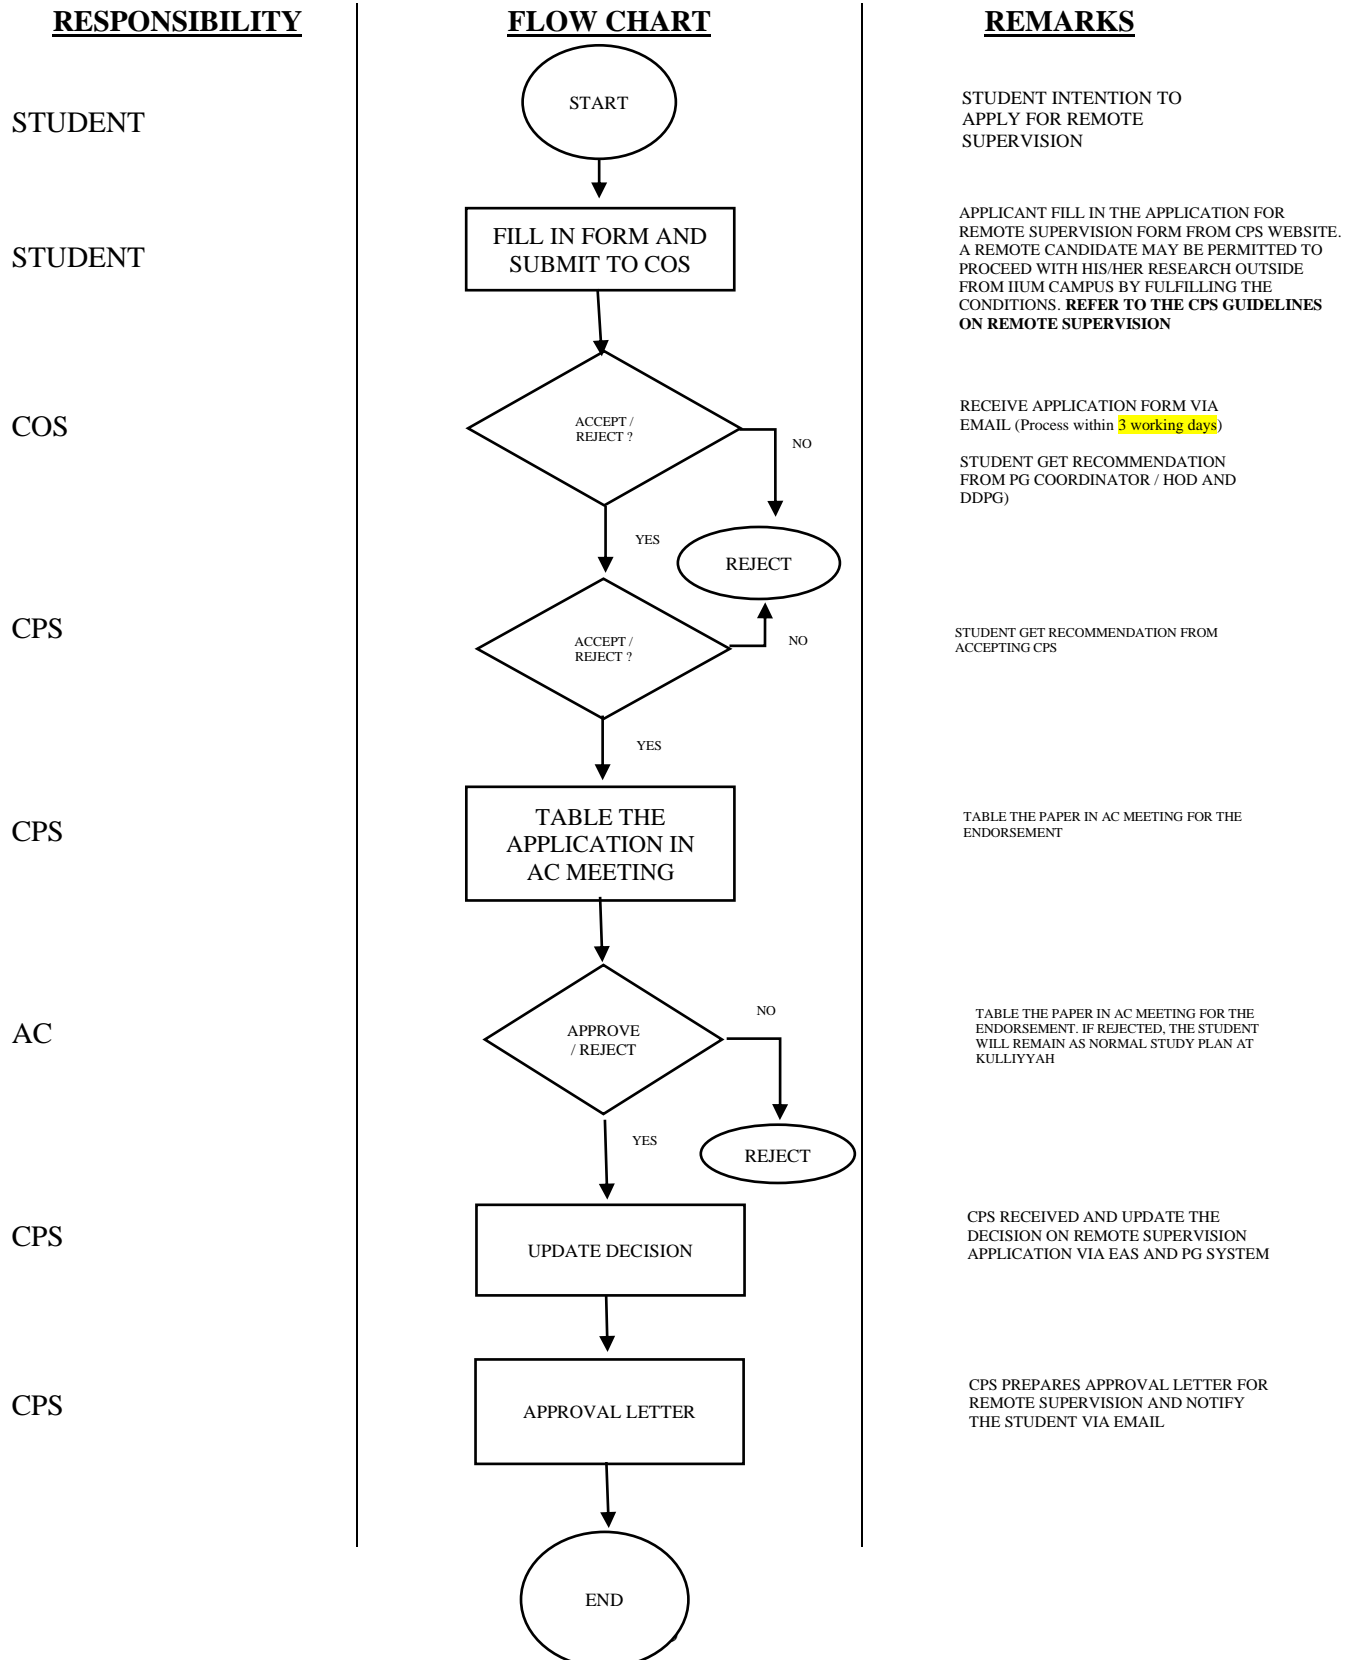 RESPONSIBILITY
FLOW CHART
REMARKS
STUDENT
START
STUDENT INTENTION TO
APPLY FOR REMOTE
SUPERVISION
STUDENT
FILL IN FORM AND
SUBMIT TO COS
APPLICANT FILL IN THE APPLICATION FOR
REMOTE SUPERVISION FORM FROM CPS WEBSITE.
A REMOTE CANDIDATE MAY BE PERMITTED TO
PROCEED WITH HIS/HER RESEARCH OUTSIDE
FROM IIUM CAMPUS BY FULFILLING THE
CONDITIONS. REFER TO THE CPS GUIDELINES
ON REMOTE SUPERVISION
COS
ACCEPT /
REJECT ?
NO
RECEIVE APPLICATION FORM VIA
EMAIL (Process within 3 working days)
STUDENT GET RECOMMENDATION
FROM PG COORDINATOR / HOD AND
DDPG)
YES
REJECT
CPS
ACCEPT /
REJECT ?
NO
STUDENT GET RECOMMENDATION FROM
ACCEPTING CPS
YES
CPS
TABLE THE
APPLICATION IN
AC MEETING
TABLE THE PAPER IN AC MEETING FOR THE
ENDORSEMENT
AC
APPROVE
/ REJECT
NO
TABLE THE PAPER IN AC MEETING FOR THE
ENDORSEMENT. IF REJECTED, THE STUDENT
WILL REMAIN AS NORMAL STUDY PLAN AT
KULLIYYAH
YES
REJECT
CPS
UPDATE DECISION
CPS RECEIVED AND UPDATE THE
DECISION ON REMOTE SUPERVISION
APPLICATION VIA EAS AND PG SYSTEM
CPS
APPROVAL LETTER
CPS PREPARES APPROVAL LETTER FOR
REMOTE SUPERVISION AND NOTIFY
THE STUDENT VIA EMAIL
END